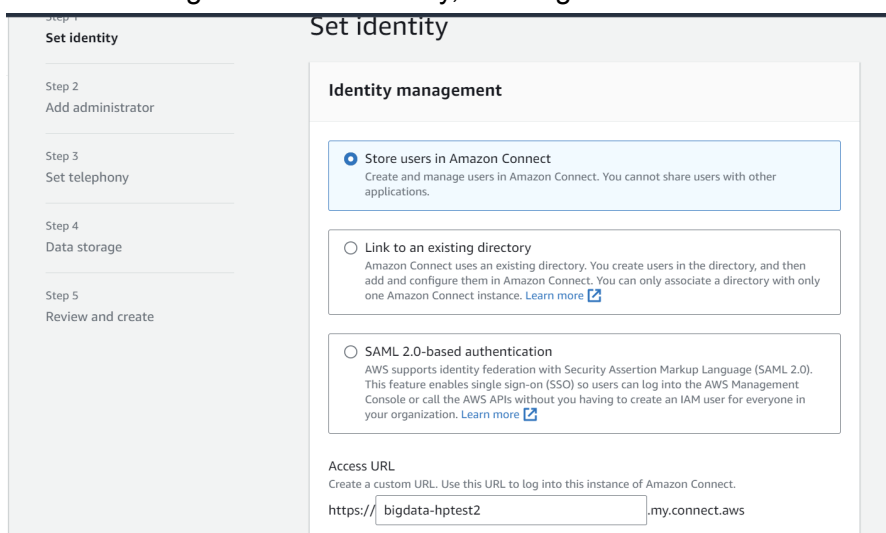 Set identity
Set identity
Step 2
Add administrator
Step 3
Set telephony
Step 4
Data storage
Step 5
Review and create
Set identity
Identity management
Store users in Amazon Connect
Create and manage users in Amazon Connect. You cannot share users with other
applications.
Link to an existing directory
Amazon Connect uses an existing directory. You create users in the directory, and then
add and configure them in Amazon Connect. You can only associate a directory with only
one Amazon Connect instance. Learn more
SAML 2.0-based authentication
AWS supports identity federation with Security Assertion Markup Language (SAML 2.0).
This feature enables single sign-on (SSO) so users can log into the AWS Management
Console or call the AWS APIs without you having to create an IAM user for everyone in
your organization. Learn more
Access URL
Create a custom URL. Use this URL to log into this instance of Amazon Connect.
https:// bigdata-hptest2 .my.connect.aws